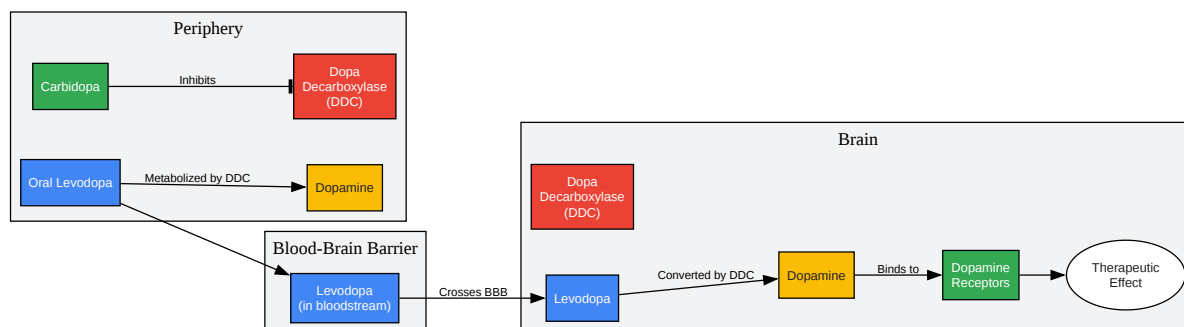 Periphery
Carbidopa
Inhibits
Dopa
Decarboxylase
(DDC)
Oral Levodopa
Metabolized by DDC
Dopamine
Blood-Brain Barrier
Levodopa
(in bloodstream)
Crosses BBB
Brain
Dopa
Decarboxylase
(DDC)
Levodopa
Converted by DDC
Dopamine
Binds to
Dopamine
Receptors
Therapeutic
Effect